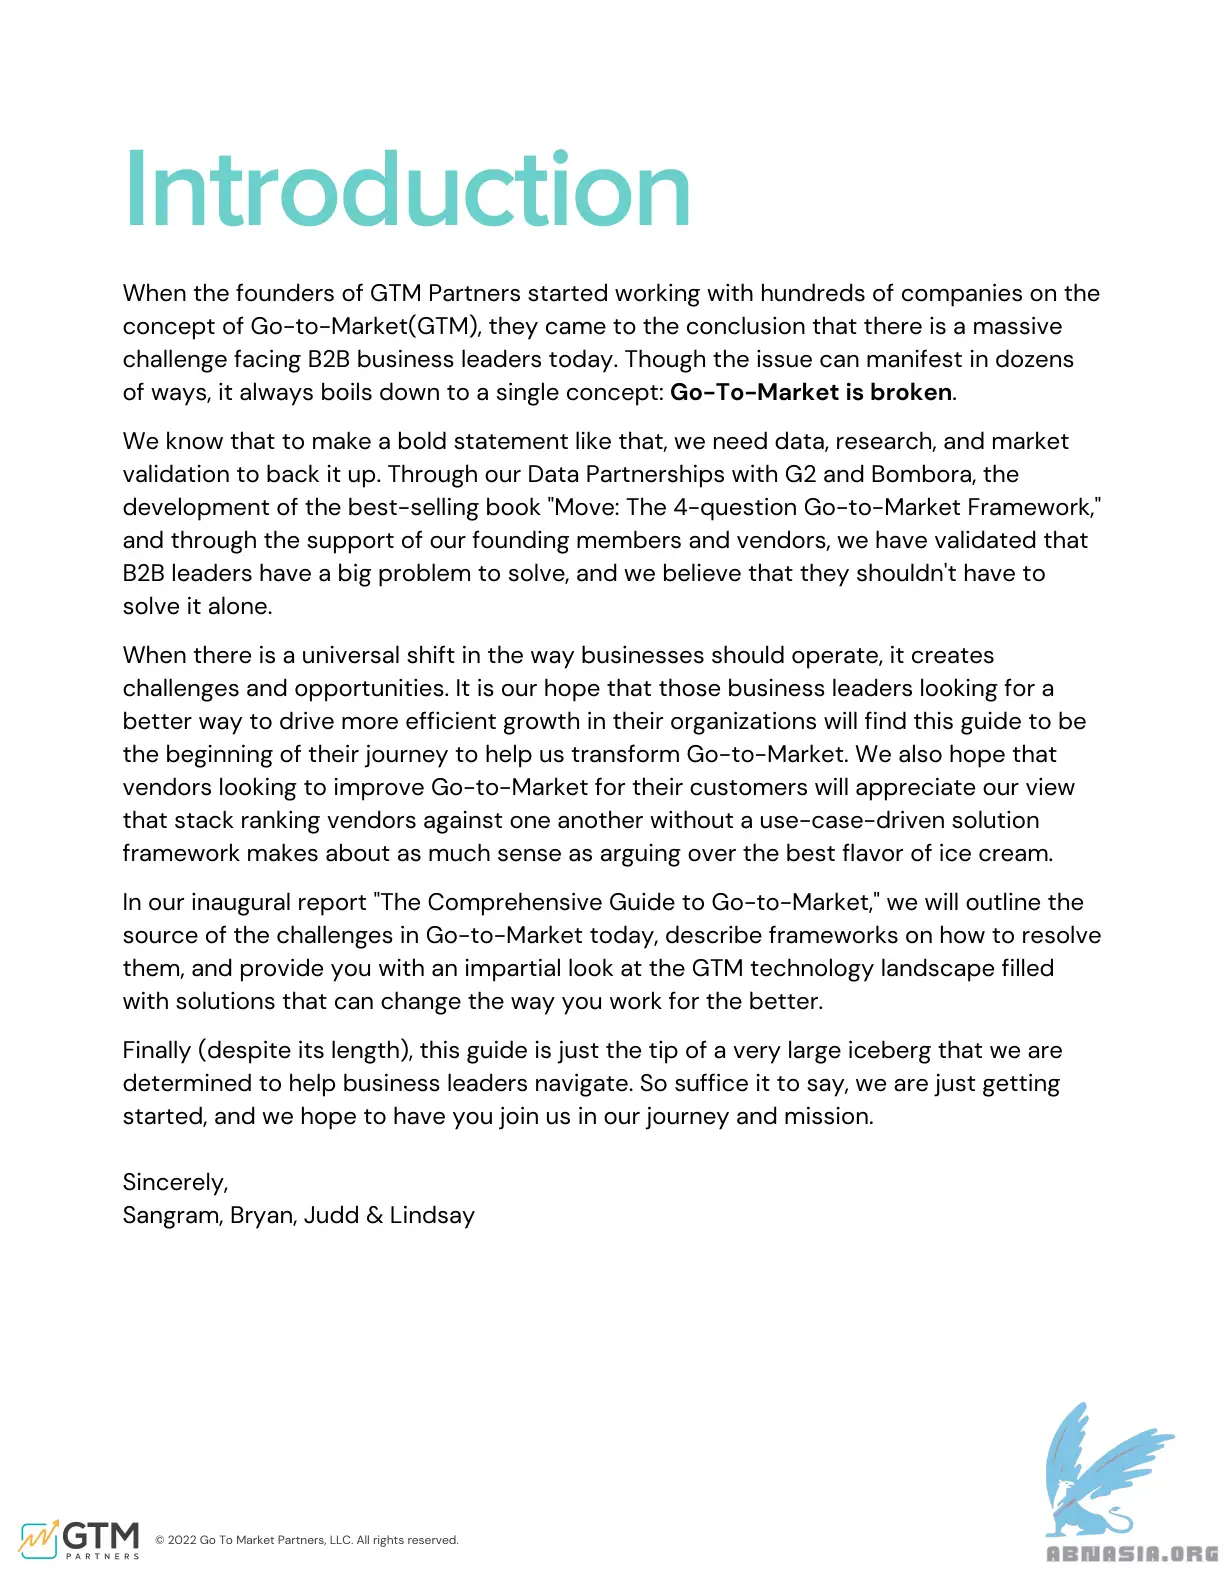 Introduction
When the founders of GTM Partners started working with hundreds of companies on the
concept of Go-to-Market(GTM), they came to the conclusion that there is a massive
challenge facing B2B business leaders today. Though the issue can manifest in dozens
of ways, it always boils down to a single concept: Go-To-Market is broken.
We know that to make a bold statement like that, we need data, research, and market
validation to back it up. Through our Data Partnerships with G2 and Bombora, the
development of the best-selling book "Move: The 4-question Go-to-Market Framework,"
and through the support of our founding members and vendors, we have validated that
B2B leaders have a big problem to solve, and we believe that they shouldn't have to
solve it alone.
When there is a universal shift in the way businesses should operate, it creates
challenges and opportunities. It is our hope that those business leaders looking for a
better way to drive more efficient growth in their organizations will find this guide to be
the beginning of their journey to help us transform Go-to-Market. We also hope that
vendors looking to improve Go-to-Market for their customers will appreciate our view
that stack ranking vendors against one another without a use-case-driven solution
framework makes about as much sense as arguing over the best flavor of ice cream.
In our inaugural report "The Comprehensive Guide to Go-to-Market," we will outline the
source of the challenges in Go-to-Market today, describe frameworks on how to resolve
them, and provide you with an impartial look at the GTM technology landscape filled
with solutions that can change the way you work for the better.
Finally (despite its length), this guide is just the tip of a very large iceberg that we are
determined to help business leaders navigate. So suffice it to say, we are just getting
started, and we hope to have you join us in our journey and mission.
Sincerely,
Sangram, Bryan, Judd & Lindsay
GTM
PARTNERS
© 2022 Go To Market Partners, LLC. All rights reserved.
ABNASIA.ORG